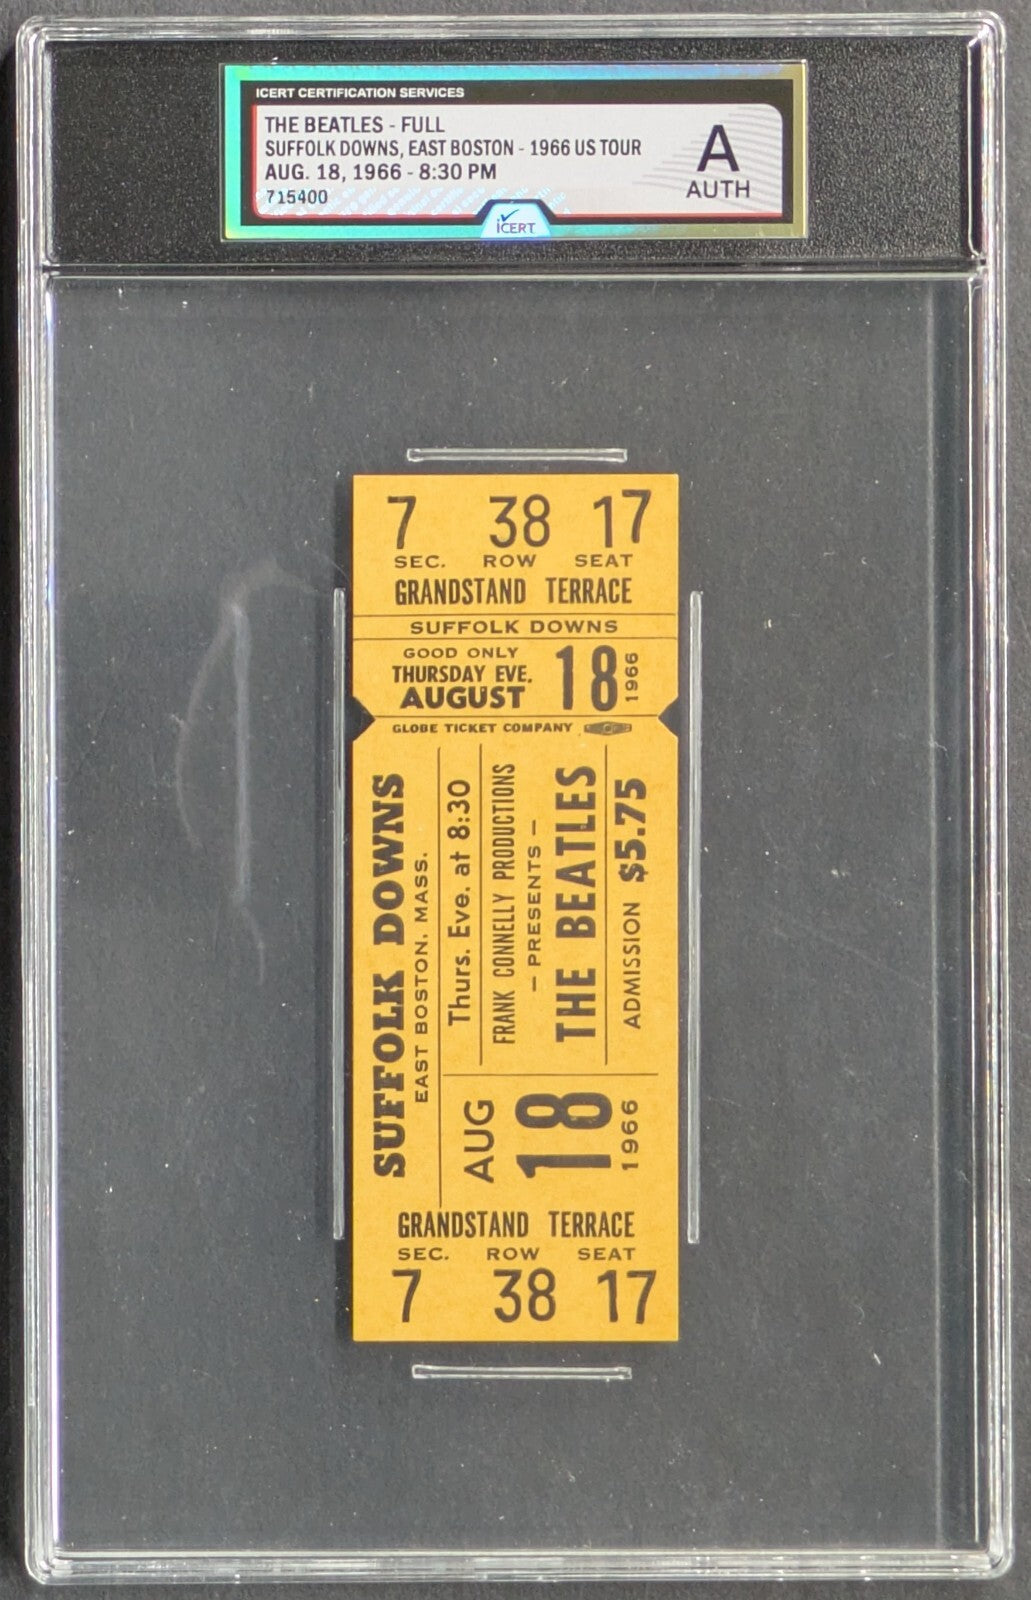 ICERT CERTIFICATION SERVICES
THE BEATLES - FULL
SUFFOLK DOWNS, EAST BOSTON - 1966 US TOUR
AUG. 18, 1966 - 8:30 PM
715400
A
AUTH
iCERT
7 38 17
SEC. ROW SEAT
GRANDSTAND TERRACE
SUFFOLK DOWNS
GOOD ONLY
THURSDAY EVE.
AUGUST 18 1966
GLOBE TICKET COMPANY
SUFFOLK DOWNS
EAST BOSTON, MASS.
Thurs. Eve. at 8:30
FRANK CONNELLY PRODUCTIONS
- PRESENTS -
THE BEATLES
ADMISSION $5.75
AUG
18
1966
GRANDSTAND TERRACE
SEC. ROW SEAT
7 38 17